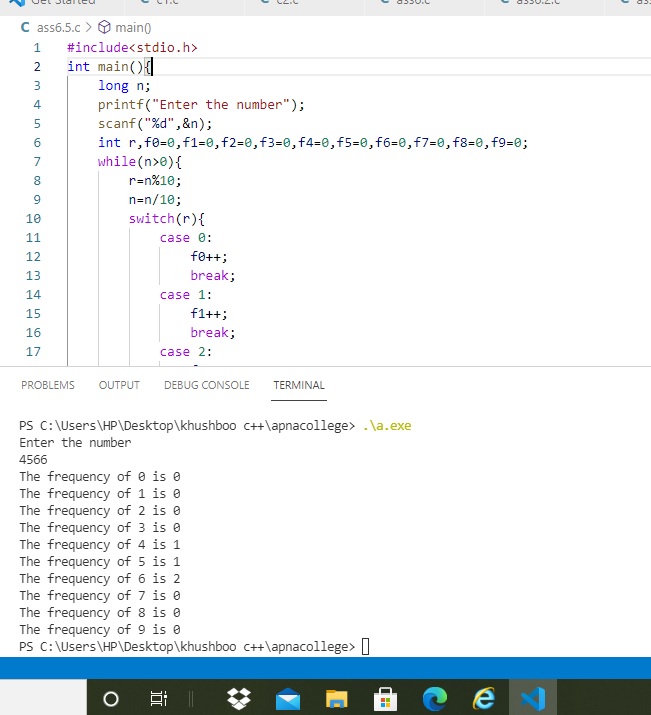 Get Started c1.c c2.c ass6.c ass6.2.c
C ass6.5.c > main()
1 #include<stdio.h>
2 int main(){
3 long n;
4 printf("Enter the number");
5 scanf("%d",&n);
6 int r,f0=0,f1=0,f2=0,f3=0,f4=0,f5=0,f6=0,f7=0,f8=0,f9=0;
7 while(n>0){
8 r=n%10;
9 n=n/10;
10 switch(r){
11 case 0:
12 f0++;
13 break;
14 case 1:
15 f1++;
16 break;
17 case 2:
PROBLEMS OUTPUT DEBUG CONSOLE TERMINAL
PS C:\Users\HP\Desktop\khushboo c++\apnacollege> .\a.exe
Enter the number
4566
The frequency of 0 is 0
The frequency of 1 is 0
The frequency of 2 is 0
The frequency of 3 is 0
The frequency of 4 is 1
The frequency of 5 is 1
The frequency of 6 is 2
The frequency of 7 is 0
The frequency of 8 is 0
The frequency of 9 is 0
PS C:\Users\HP\Desktop\khushboo c++\apnacollege>